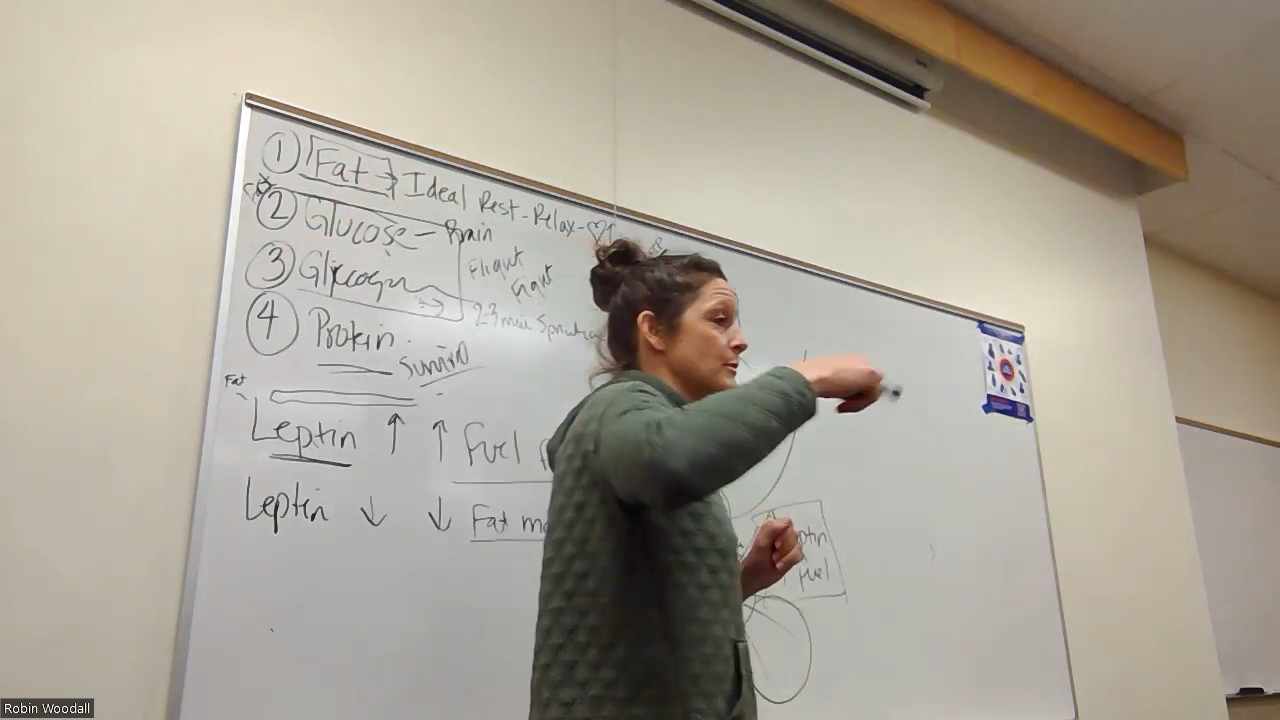 ① Fat → Ideal Rest-Relax-♡
② Glucose - Brain
Flight
③ Glycogen Fight
→ 2-3 min
④ Protein
Survival
Fat
Leptin ↑ ↑ Fuel
Leptin ↓ ↓ Fat
fuel
Robin Woodall